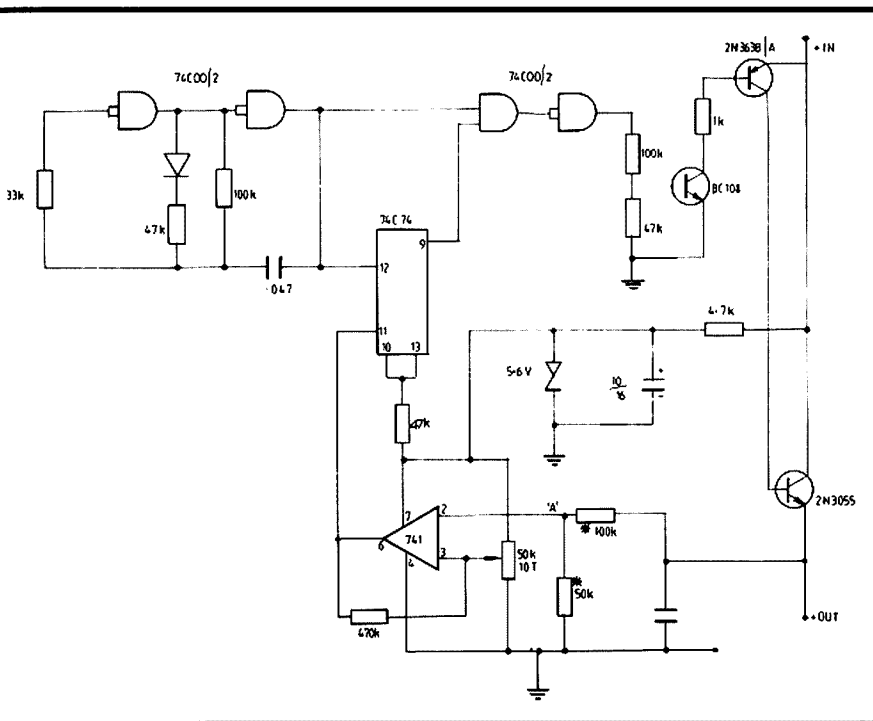 2N3638/A
+IN
74C00/2
74C00/2
1k
33k
100k
100k
BC108
47k
74C74
47k
9
.047
12
11
4.7k
10 13
5.6V
10/16
+
-
47k
2N3055
7
2
'A'
* 100k
6
741
3
50k
10T
4
*
50k
470k
+OUT